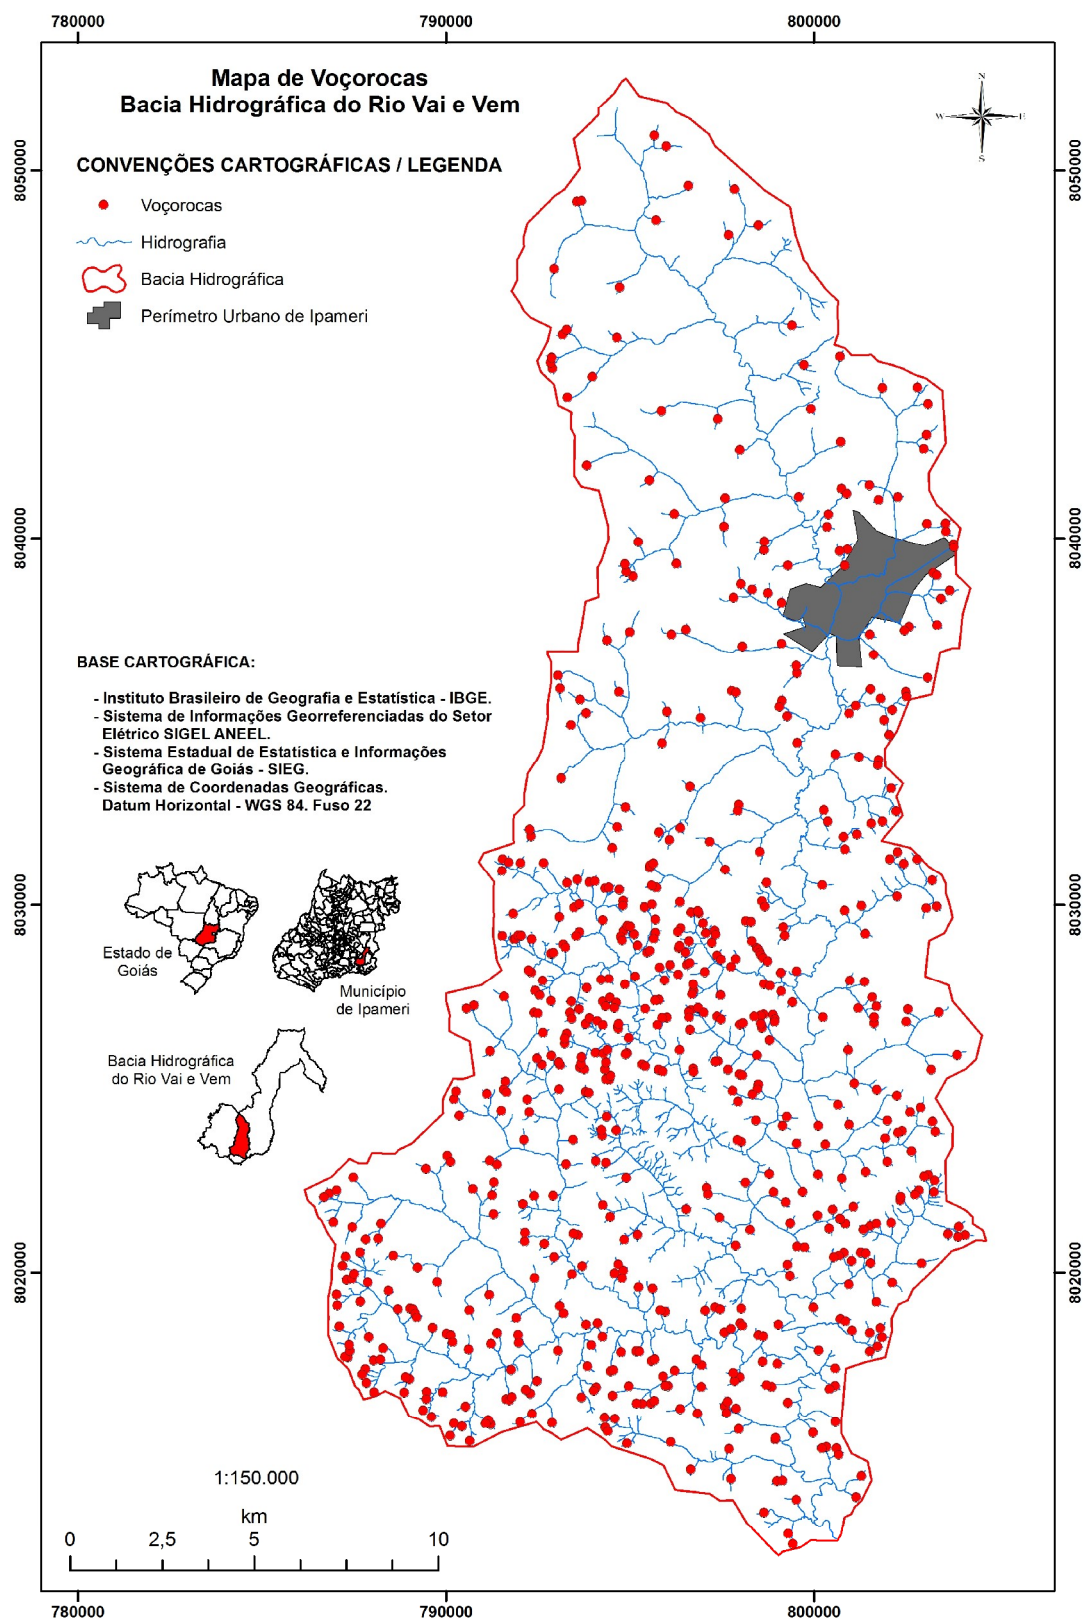 780000
790000
800000
Mapa de Voçorocas
Bacia Hidrográfica do Rio Vai e Vem
N
W
E
S
CONVENÇÕES CARTOGRÁFICAS / LEGENDA
Voçorocas
Hidrografia
Bacia Hidrográfica
Perímetro Urbano de Ipameri
8050000
8050000
8040000
8040000
BASE CARTOGRÁFICA:
- Instituto Brasileiro de Geografia e Estatística - IBGE.
- Sistema de Informações Georreferenciadas do Setor
Elétrico SIGEL ANEEL.
- Sistema Estadual de Estatística e Informações
Geográfica de Goiás - SIEG.
- Sistema de Coordenadas Geográficas.
Datum Horizontal - WGS 84. Fuso 22
8030000
8030000
Estado de
Goiás
Município
de Ipameri
Bacia Hidrográfica
do Rio Vai e Vem
8020000
8020000
1:150.000
km
0
2,5
5
10
780000
790000
800000